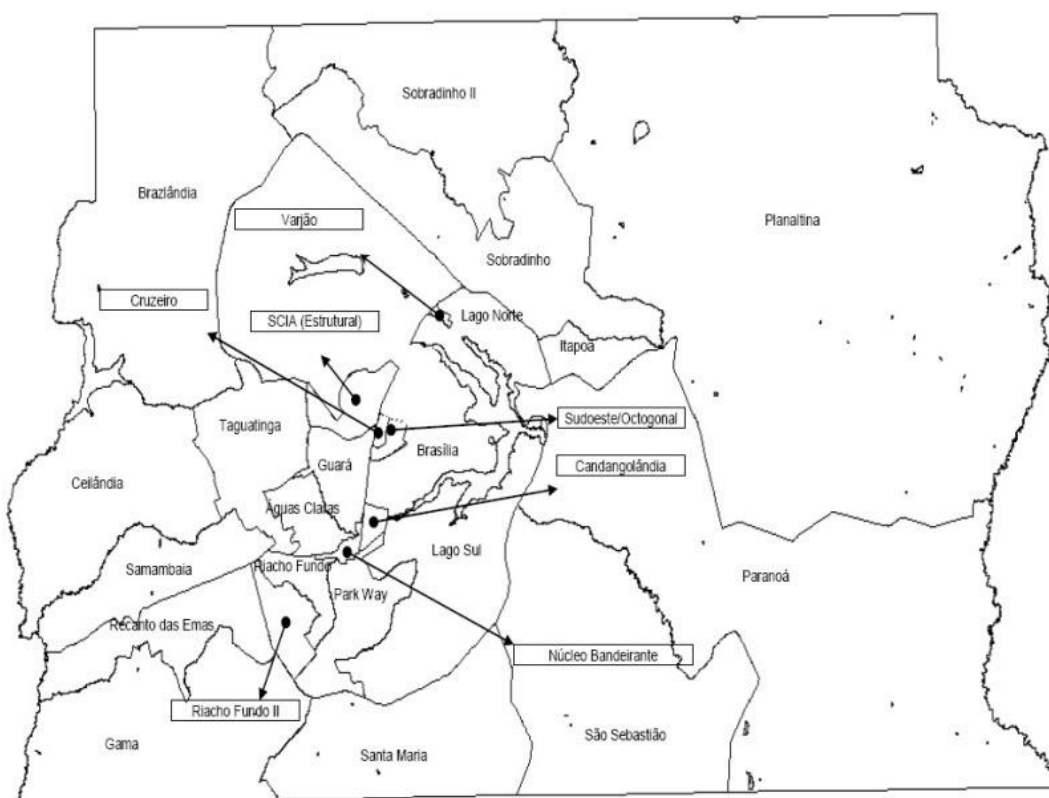 Sobradinho II
Brazlândia
Varjão
Planaltina
Sobradinho
Cruzeiro
SCIA (Estrutural)
Lago Norte
Itapoã
Taguatinga
Sudoeste/Octogonal
Brasília
Guará
Candangolândia
Ceilândia
Águas Claras
Lago Sul
Riacho Fundo
Samambaia
Paranoá
Park Way
Recanto das Emas
Núcleo Bandeirante
Riacho Fundo II
São Sebastião
Gama
Santa Maria